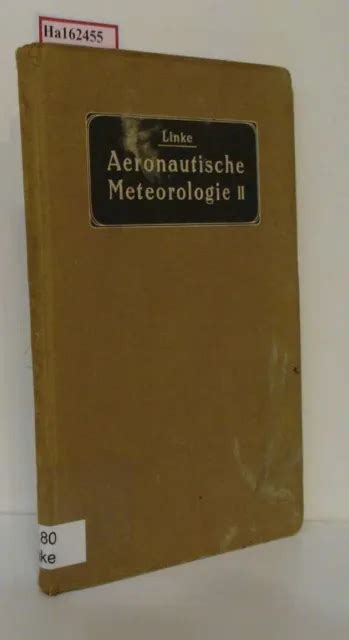 Ha162455
Linke
Aeronautische
Meteorologie II
80
ke